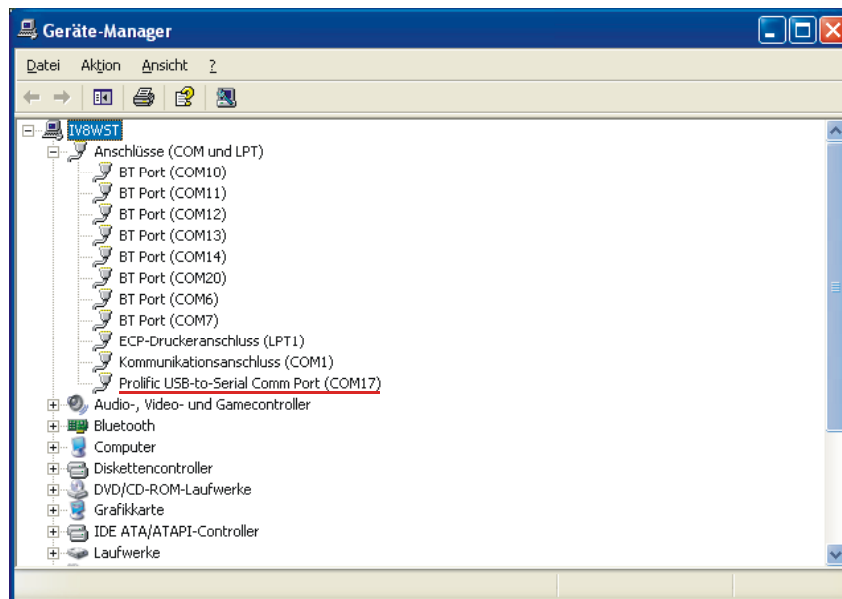 Geräte-Manager
Datei Aktion Ansicht ?
IV8WST
Anschlüsse (COM und LPT)
BT Port (COM10)
BT Port (COM11)
BT Port (COM12)
BT Port (COM13)
BT Port (COM14)
BT Port (COM20)
BT Port (COM6)
BT Port (COM7)
ECP-Druckeranschluss (LPT1)
Kommunikationsanschluss (COM1)
Prolific USB-to-Serial Comm Port (COM17)
Audio-, Video- und Gamecontroller
Bluetooth
Computer
Diskettencontroller
DVD/CD-ROM-Laufwerke
Grafikkarte
IDE ATA/ATAPI-Controller
Laufwerke